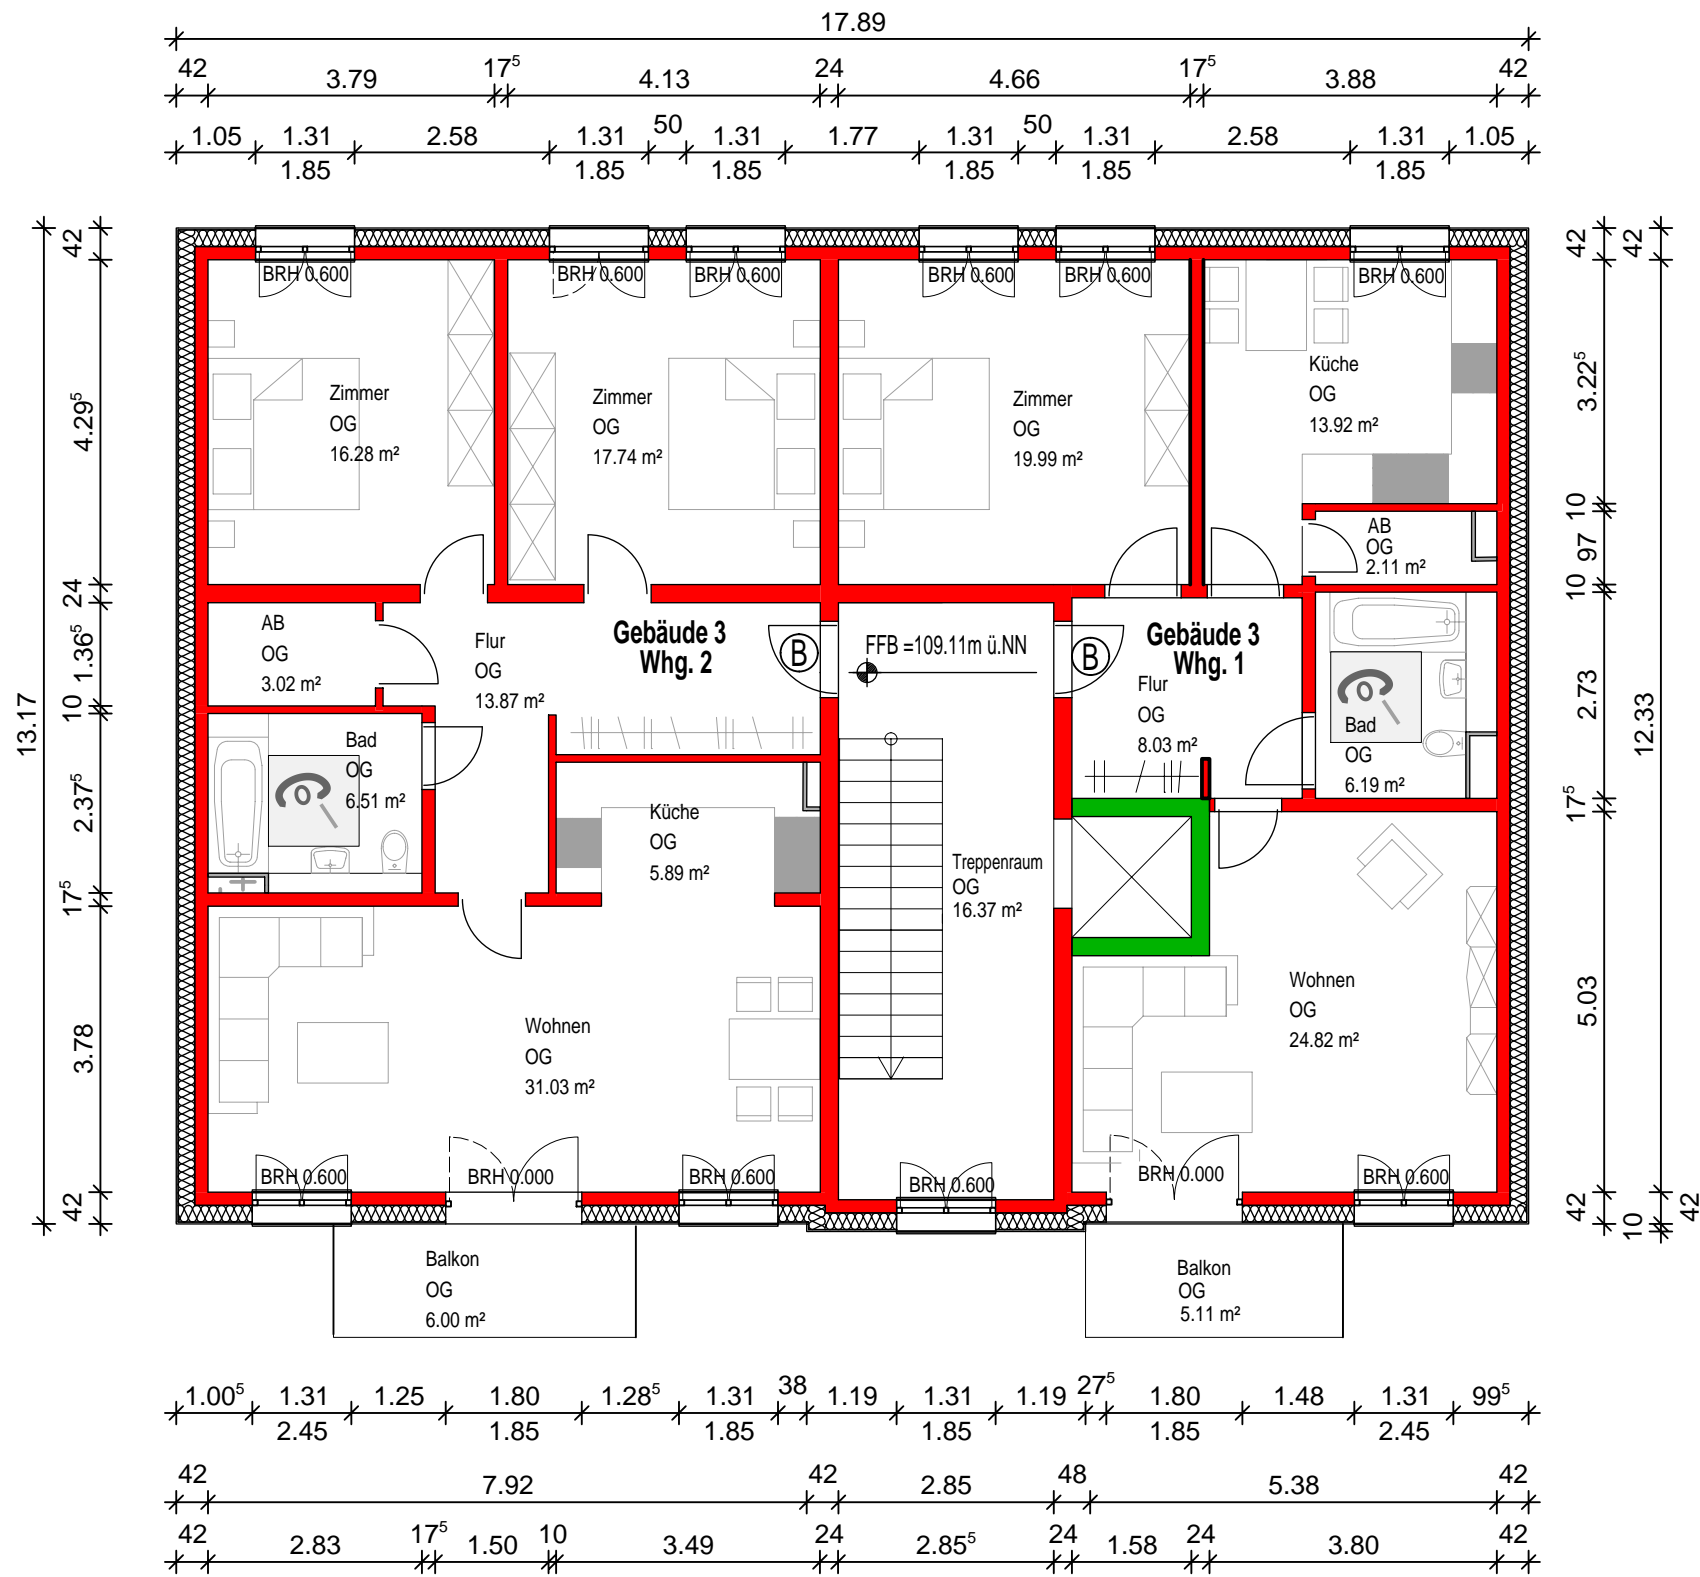 17.89
42 3.79 17⁵ 4.13 24 4.66 17⁵ 3.88 42
1.05 1.31 2.58 1.31 50 1.31 1.77 1.31 50 1.31 2.58 1.31 1.05
1.85 1.85 1.85 1.85 1.85 1.85
BRH 0.600 BRH 0.600 BRH 0.600 BRH 0.600 BRH 0.600 BRH 0.600
13.17
42
4.29⁵
24
1.36⁵
10
2.37⁵
17⁵
3.78
42
Zimmer
OG
16.28 m²
Zimmer
OG
17.74 m²
Zimmer
OG
19.99 m²
Küche
OG
13.92 m²
AB
OG
2.11 m²
AB
OG
3.02 m²
Flur
OG
13.87 m²
Gebäude 3
Whg. 2
B
FFB =109.11m ü.NN
B
Gebäude 3
Whg. 1
Flur
OG
8.03 m²
Bad
OG
6.19 m²
Bad
OG
6.51 m²
Küche
OG
5.89 m²
Treppenraum
OG
16.37 m²
Wohnen
OG
31.03 m²
Wohnen
OG
24.82 m²
BRH 0.600 BRH 0.000 BRH 0.600 BRH 0.600 BRH 0.000 BRH 0.600
Balkon
OG
6.00 m²
Balkon
OG
5.11 m²
42
3.22⁵
10
97
10
2.73
17⁵
5.03
42
42
12.33
10
42
1.00⁵ 1.31 1.25 1.80 1.28⁵ 1.31 38 1.19 1.31 1.19 27⁵ 1.80 1.48 1.31 99⁵
2.45 1.85 1.85 1.85 1.85 2.45
42 7.92 42 2.85 48 5.38 42
42 2.83 17⁵ 1.50 10 3.49 24 2.85⁵ 24 1.58 24 3.80 42